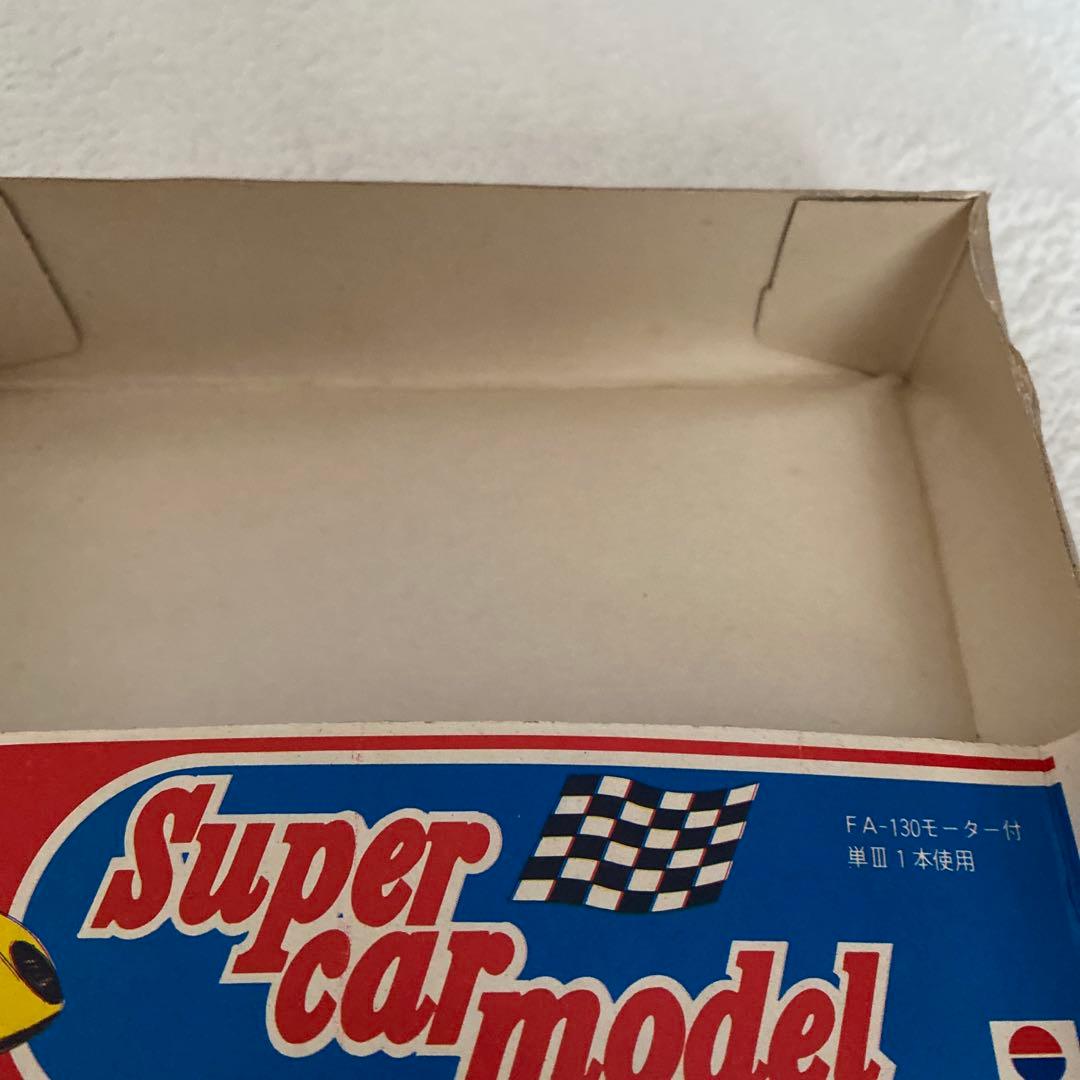 Super
car
model
FA-130モーター付
単Ⅲ1本使用